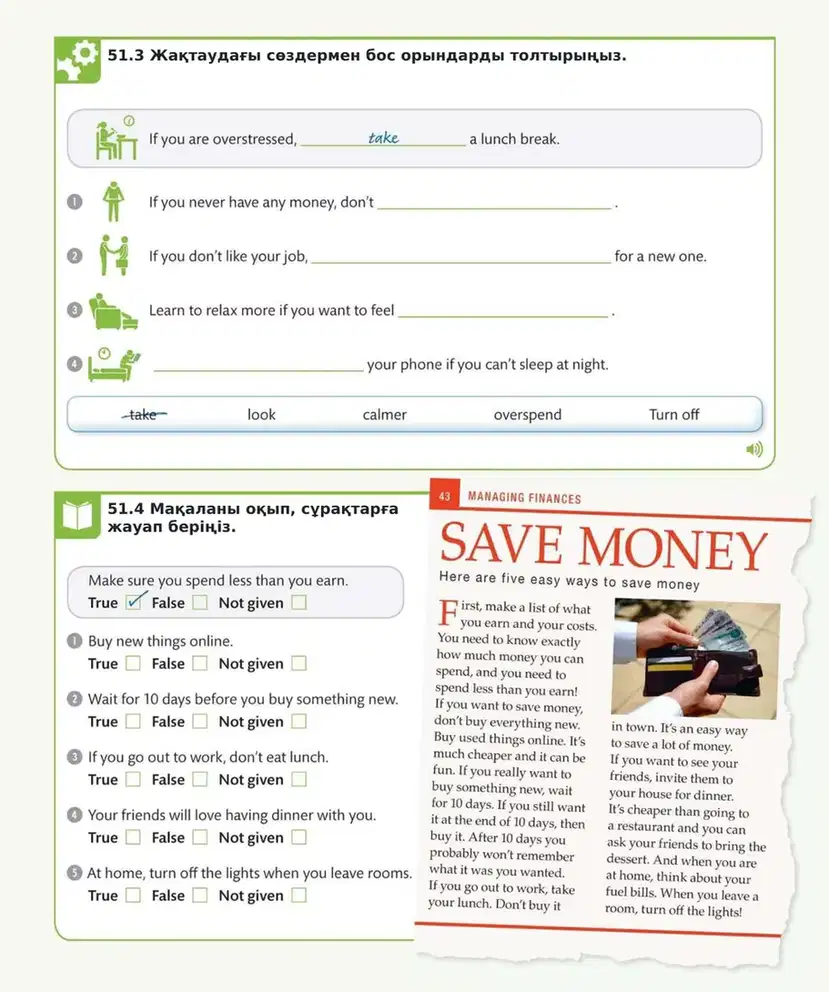 51.3 Жақтаудағы сөздермен бос орындарды толтырыңыз.
If you are overstressed, take a lunch break.
1 If you never have any money, don't ______ .
2 If you don't like your job, ______ for a new one.
3 Learn to relax more if you want to feel ______ .
4 ______ your phone if you can't sleep at night.
take look calmer overspend Turn off
51.4 Мақаланы оқып, сұрақтарға
жауап беріңіз.
Make sure you spend less than you earn.
True ✓ False Not given
1 Buy new things online.
True False Not given
2 Wait for 10 days before you buy something new.
True False Not given
3 If you go out to work, don't eat lunch.
True False Not given
4 Your friends will love having dinner with you.
True False Not given
5 At home, turn off the lights when you leave rooms.
True False Not given
43 MANAGING FINANCES
SAVE MONEY
Here are five easy ways to save money
First, make a list of what
you earn and your costs.
You need to know exactly
how much money you can
spend, and you need to
spend less than you earn!
If you want to save money,
don't buy everything new.
Buy used things online. It's
much cheaper and it can be
fun. If you really want to
buy something new, wait
for 10 days. If you still want
it at the end of 10 days, then
buy it. After 10 days you
probably won't remember
what it was you wanted.
If you go out to work, take
your lunch. Don't buy it
in town. It's an easy way
to save a lot of money.
If you want to see your
friends, invite them to
your house for dinner.
It's cheaper than going to
a restaurant and you can
ask your friends to bring the
dessert. And when you are
at home, think about your
fuel bills. When you leave a
room, turn off the lights!